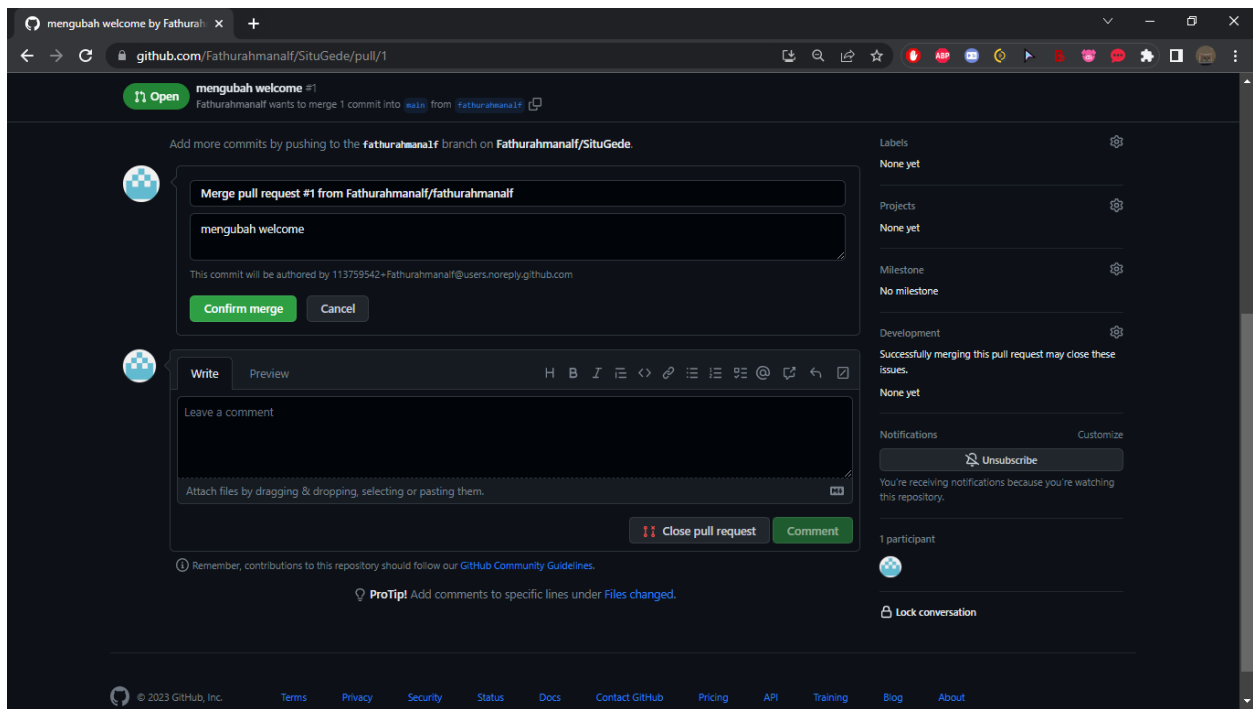 mengubah welcome by Fathurah
github.com/Fathurahmanalf/SituGede/pull/1
Open
mengubah welcome #1
Fathurahmanalf wants to merge 1 commit into main from fathurahmanalf
Add more commits by pushing to the fathurahmanalf branch on Fathurahmanalf/SituGede.
Merge pull request #1 from Fathurahmanalf/fathurahmanalf
mengubah welcome
This commit will be authored by 113759542+Fathurahmanalf@users.noreply.github.com
Confirm merge Cancel
Write Preview
Leave a comment
Attach files by dragging & dropping, selecting or pasting them.
Close pull request Comment
Remember, contributions to this repository should follow our GitHub Community Guidelines.
ProTip! Add comments to specific lines under Files changed.
Labels
None yet
Projects
None yet
Milestone
No milestone
Development
Successfully merging this pull request may close these
issues.
None yet
Notifications Customize
Unsubscribe
You're receiving notifications because you're watching
this repository.
1 participant
Lock conversation
© 2023 GitHub, Inc. Terms Privacy Security Status Docs Contact GitHub Pricing API Training Blog About